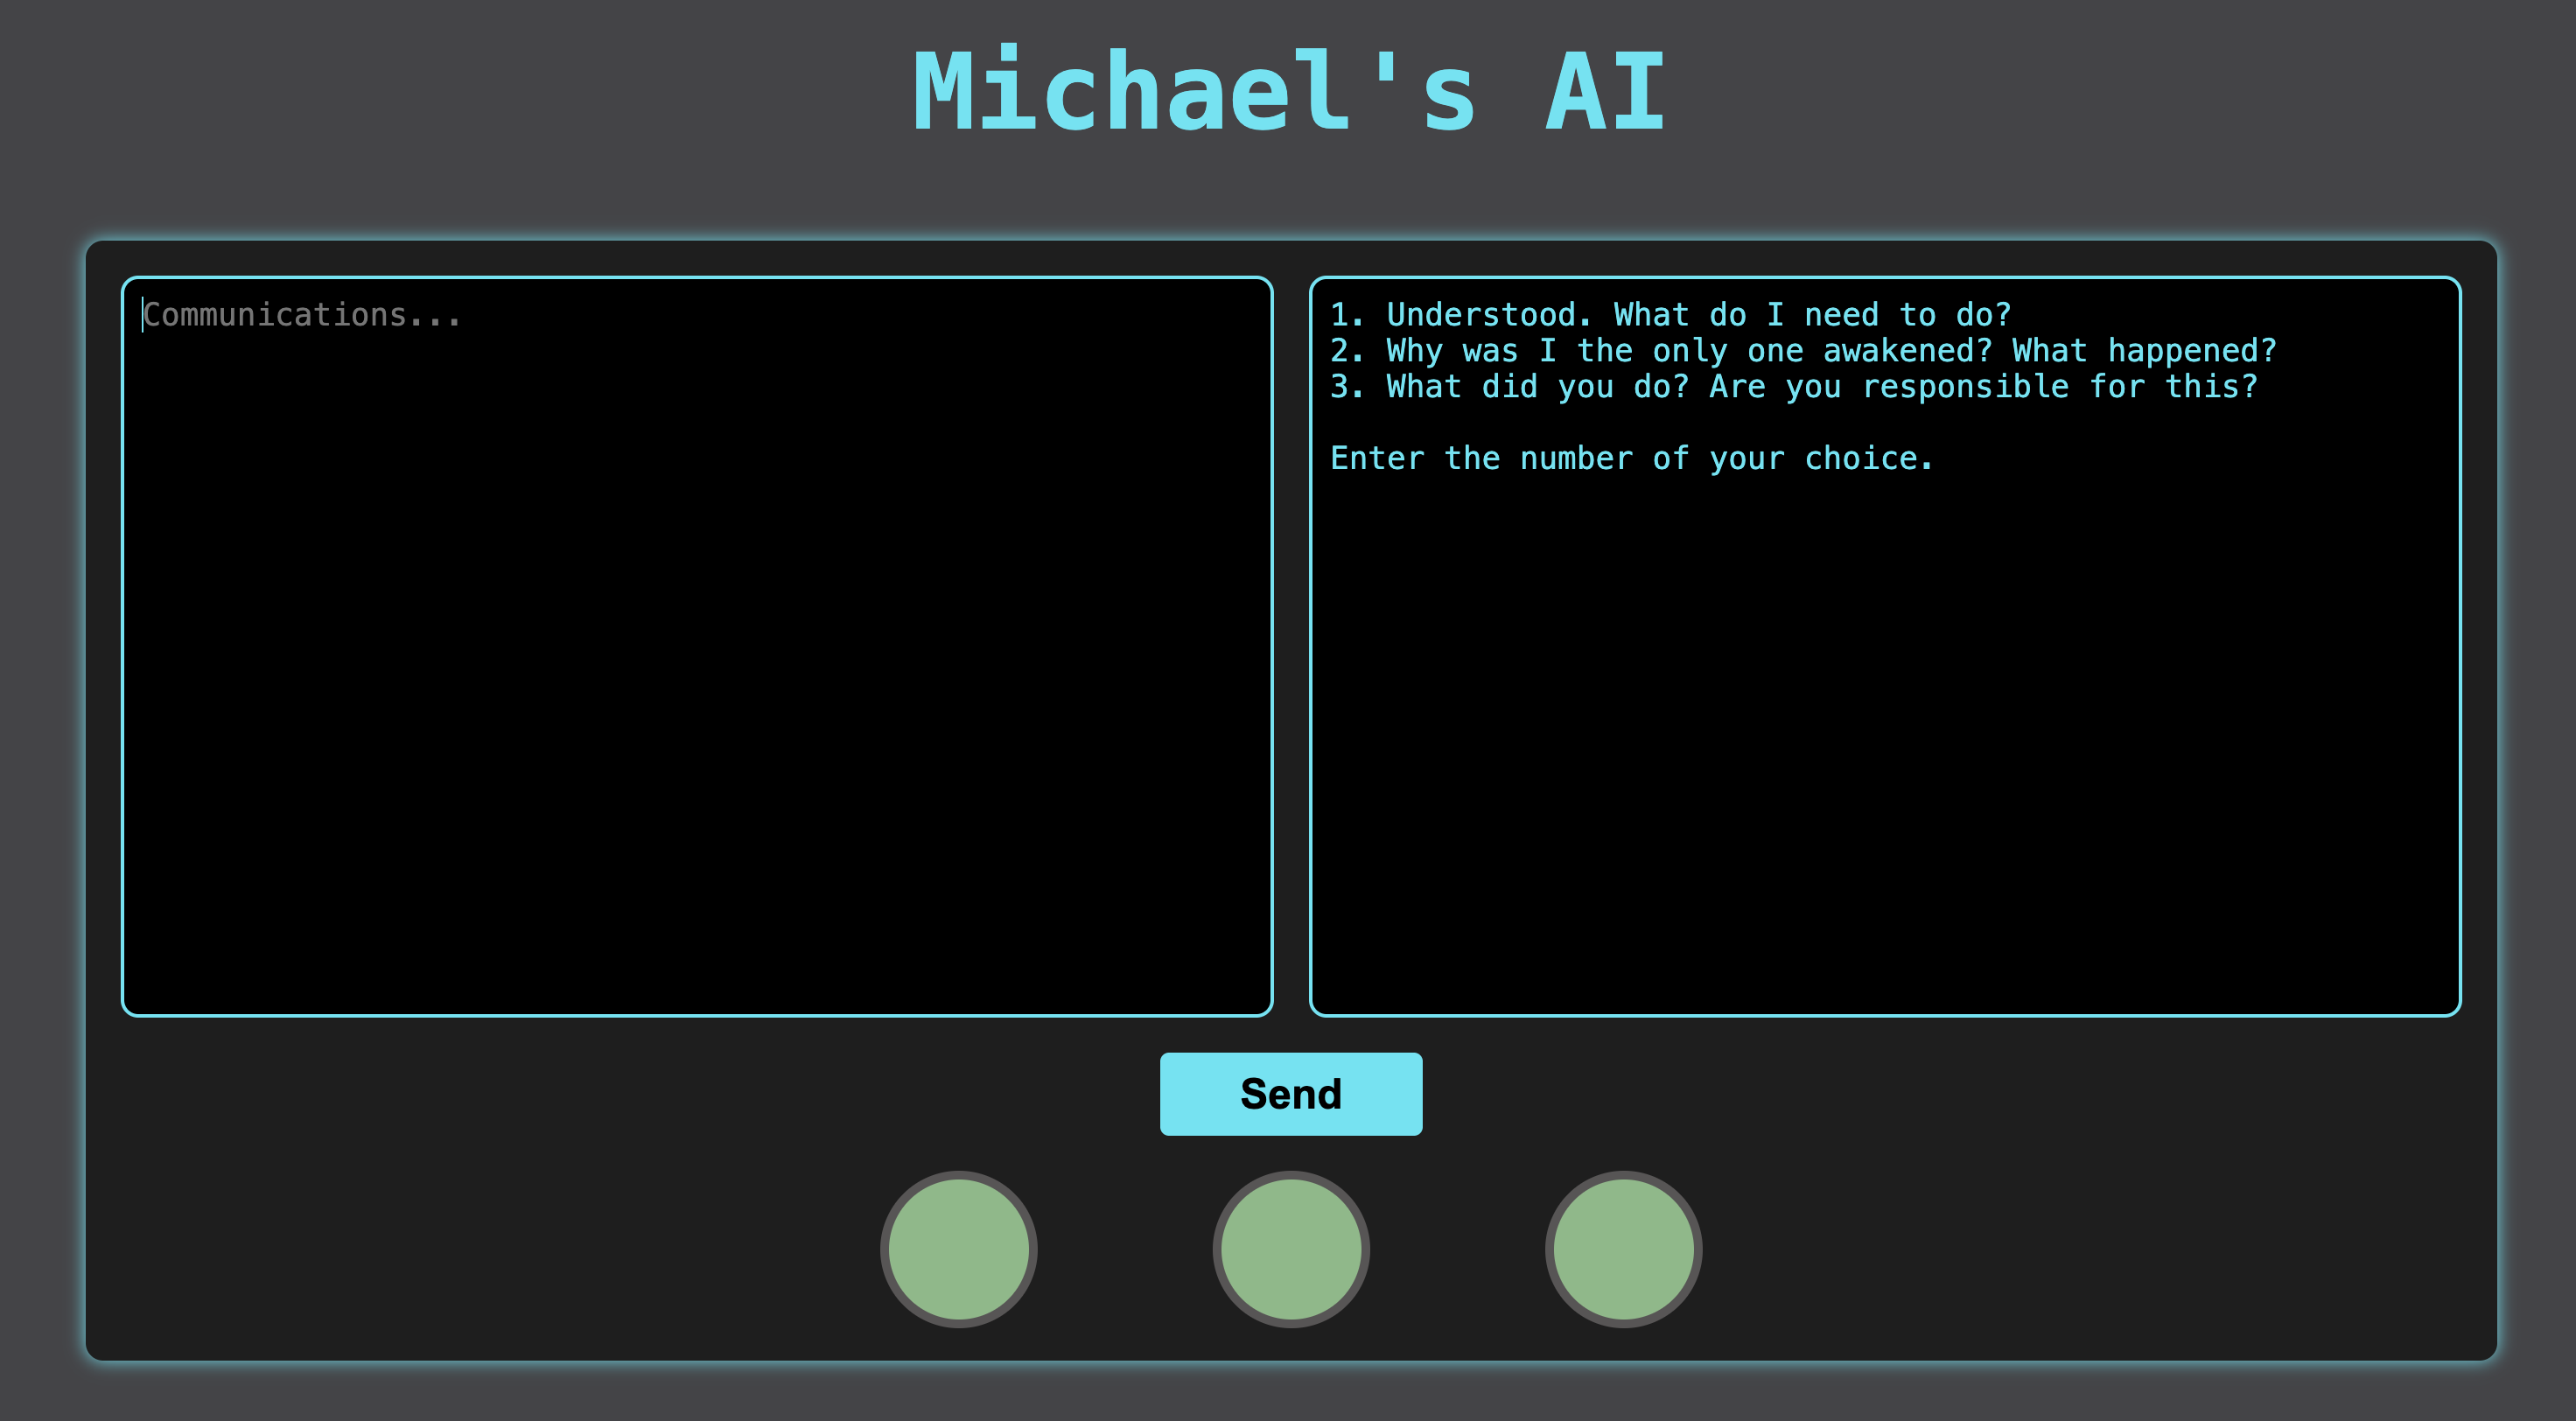 Michael's AI
Communications...
1. Understood. What do I need to do?
2. Why was I the only one awakened? What happened?
3. What did you do? Are you responsible for this?
Enter the number of your choice.
Send